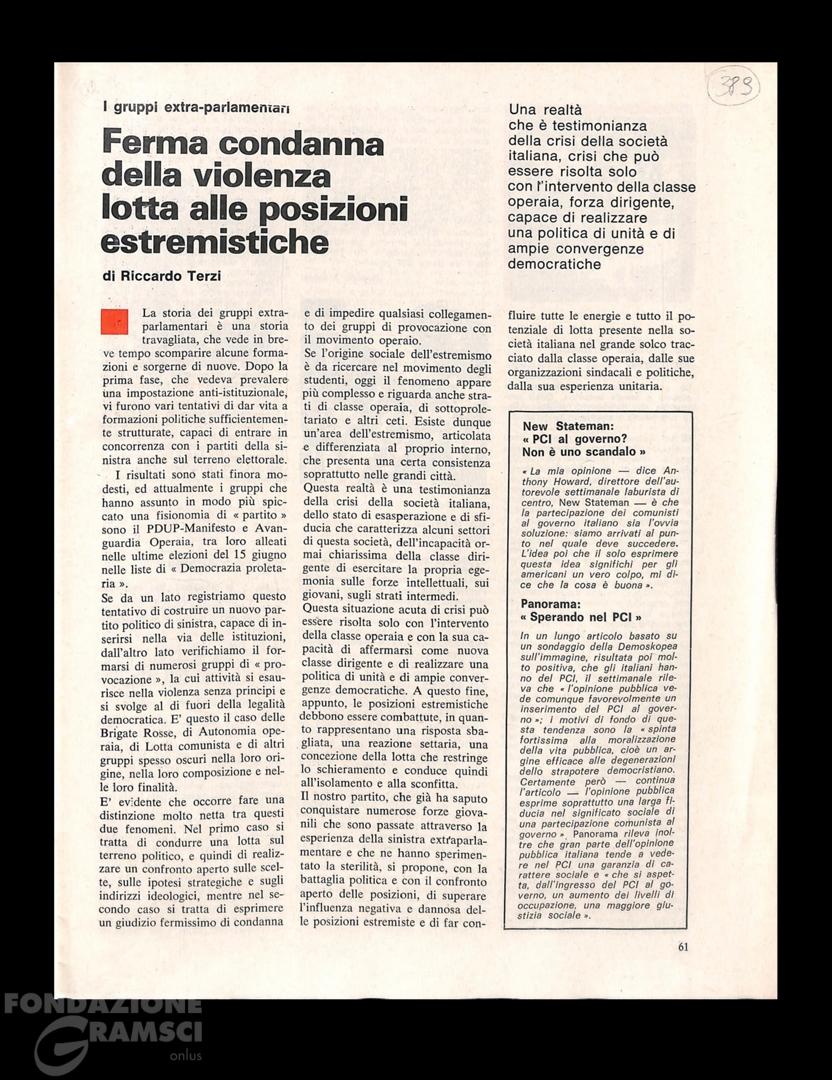 389
I gruppi extra-parlamentari
Ferma condanna
della violenza
lotta alle posizioni
estremistiche
di Riccardo Terzi
Una realtà
che è testimonianza
della crisi della società
italiana, crisi che può
essere risolta solo
con l'intervento della classe
operaia, forza dirigente,
capace di realizzare
una politica di unità e di
ampie convergenze
democratiche
La storia dei gruppi extra-
parlamentari è una storia
travagliata, che vede in bre-
ve tempo scomparire alcune forma-
zioni e sorgerne di nuove. Dopo la
prima fase, che vedeva prevalere
una impostazione anti-istituzionale,
vi furono vari tentativi di dar vita a
formazioni politiche sufficientemen-
te strutturate, capaci di entrare in
concorrenza con i partiti della si-
nistra anche sul terreno elettorale.
I risultati sono stati finora mo-
desti, ed attualmente i gruppi che
hanno assunto in modo più spic-
cato una fisionomia di « partito »
sono il PDUP-Manifesto e Avan-
guardia Operaia, tra loro alleati
nelle ultime elezioni del 15 giugno
nelle liste di « Democrazia proleta-
ria ».
Se da un lato registriamo questo
tentativo di costruire un nuovo par-
tito politico di sinistra, capace di in-
serirsi nella via delle istituzioni,
dall'altro lato verifichiamo il for-
marsi di numerosi gruppi di « pro-
vocazione », la cui attività si esau-
risce nella violenza senza principi e
si svolge al di fuori della legalità
democratica. E' questo il caso delle
Brigate Rosse, di Autonomia ope-
raia, di Lotta comunista e di altri
gruppi spesso oscuri nella loro ori-
gine, nella loro composizione e nel-
le loro finalità.
E' evidente che occorre fare una
distinzione molto netta tra questi
due fenomeni. Nel primo caso si
tratta di condurre una lotta sul
terreno politico, e quindi di realiz-
zare un confronto aperto sulle scel-
te, sulle ipotesi strategiche e sugli
indirizzi ideologici, mentre nel se-
condo caso si tratta di esprimere
un giudizio fermissimo di condanna
e di impedire qualsiasi collegamen-
to dei gruppi di provocazione con
il movimento operaio.
Se l'origine sociale dell'estremismo
è da ricercare nel movimento degli
studenti, oggi il fenomeno appare
più complesso e riguarda anche stra-
ti di classe operaia, di sottoprole-
tariato e altri ceti. Esiste dunque
un'area dell'estremismo, articolata
e differenziata al proprio interno,
che presenta una certa consistenza
soprattutto nelle grandi città.
Questa realtà è una testimonianza
della crisi della società italiana,
dello stato di esasperazione e di sfi-
ducia che caratterizza alcuni settori
di questa società, dell'incapacità or-
mai chiarissima della classe diri-
gente di esercitare la propria ege-
monia sulle forze intellettuali, sui
giovani, sugli strati intermedi.
Questa situazione acuta di crisi può
essere risolta solo con l'intervento
della classe operaia e con la sua ca-
pacità di affermarsi come nuova
classe dirigente e di realizzare una
politica di unità e di ampie conver-
genze democratiche. A questo fine,
appunto, le posizioni estremistiche
debbono essere combattute, in quan-
to rappresentano una risposta sba-
gliata, una reazione settaria, una
concezione della lotta che restringe
lo schieramento e conduce quindi
all'isolamento e alla sconfitta.
Il nostro partito, che già ha saputo
conquistare numerose forze giova-
nili che sono passate attraverso la
esperienza della sinistra extraparla-
mentare e che ne hanno sperimen-
tato la sterilità, si propone, con la
battaglia politica e con il confronto
aperto delle posizioni, di superare
l'influenza negativa e dannosa del-
le posizioni estremiste e di far con-
fluire tutte le energie e tutto il po-
tenziale di lotta presente nella so-
cietà italiana nel grande solco trac-
ciato dalla classe operaia, dalle sue
organizzazioni sindacali e politiche,
dalla sua esperienza unitaria.
New Stateman:
« PCI al governo?
Non è uno scandalo »
« La mia opinione — dice An-
thony Howard, direttore dell'au-
torevole settimanale laburista di
centro, New Stateman — è che
la partecipazione dei comunisti
al governo italiano sia l'ovvia
soluzione: siamo arrivati al pun-
to nel quale deve succedere.
L'idea poi che il solo esprimere
questa idea significhi per gli
americani un vero colpo, mi di-
ce che la cosa è buona ».
Panorama:
« Sperando nel PCI »
In un lungo articolo basato su
un sondaggio della Demoskopea
sull'immagine, risultata poi mol-
to positiva, che gli italiani han-
no del PCI, il settimanale rile-
va che « l'opinione pubblica ve-
de comunque favorevolmente un
inserimento del PCI al gover-
no »; i motivi di fondo di que-
sta tendenza sono la « spinta
fortissima alla moralizzazione
della vita pubblica, cioè un ar-
gine efficace alle degenerazioni
dello strapotere democristiano.
Certamente però — continua
l'articolo — l'opinione pubblica
esprime soprattutto una larga fi-
ducia nel significato sociale di
una partecipazione comunista al
governo ». Panorama rileva inol-
tre che gran parte dell'opinione
pubblica italiana tende a vede-
re nel PCI una garanzia di ca-
rattere sociale e « che si aspet-
ta, dall'ingresso del PCI al go-
verno, un aumento dei livelli di
occupazione, una maggiore giu-
stizia sociale ».
61
FONDAZIONE
GRAMSCI
onlus